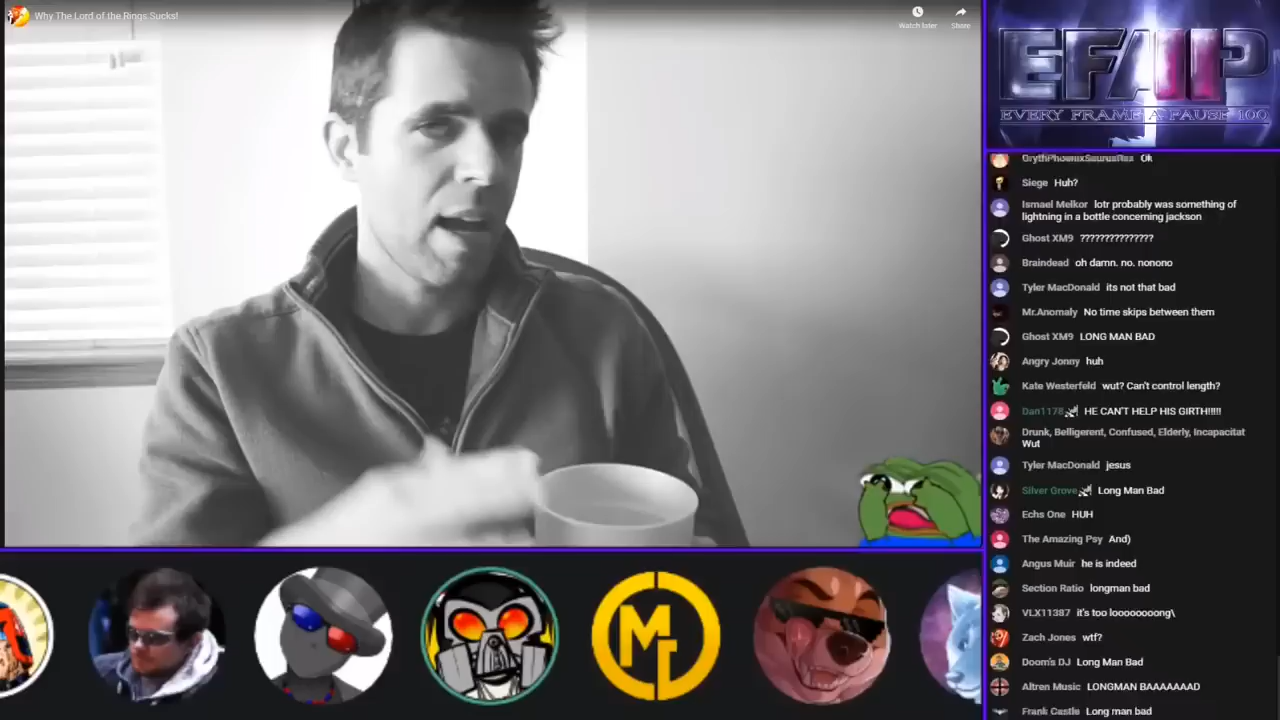 Why The Lord of the Rings Sucks!
Watch later
Share
EFAP
EVERY FRAME A PAUSE 100
Ok
Siege Huh?
Ismael Melkor lotr probably was something of
lightning in a bottle concerning jackson
Ghost XM9 ???????????????
Braindead oh damn. no. nonono
Tyler MacDonald its not that bad
Mr.Anomaly No time skips between them
Ghost XM9 LONG MAN BAD
Angry Jonny huh
Kate Westerfeld wut? Can't control length?
Dan1178 HE CAN'T HELP HIS GIRTH!!!!!
Drunk, Belligerent, Confused, Elderly, Incapacitat
Wut
Tyler MacDonald jesus
Silver Grove Long Man Bad
Echs One HUH
The Amazing Psy And)
Angus Muir he is indeed
Section Ratio longman bad
VLX11387 it's too looooooong\
Zach Jones wtf?
Doom's DJ Long Man Bad
Altren Music LONGMAN BAAAAAAD
Frank Castle Long man bad